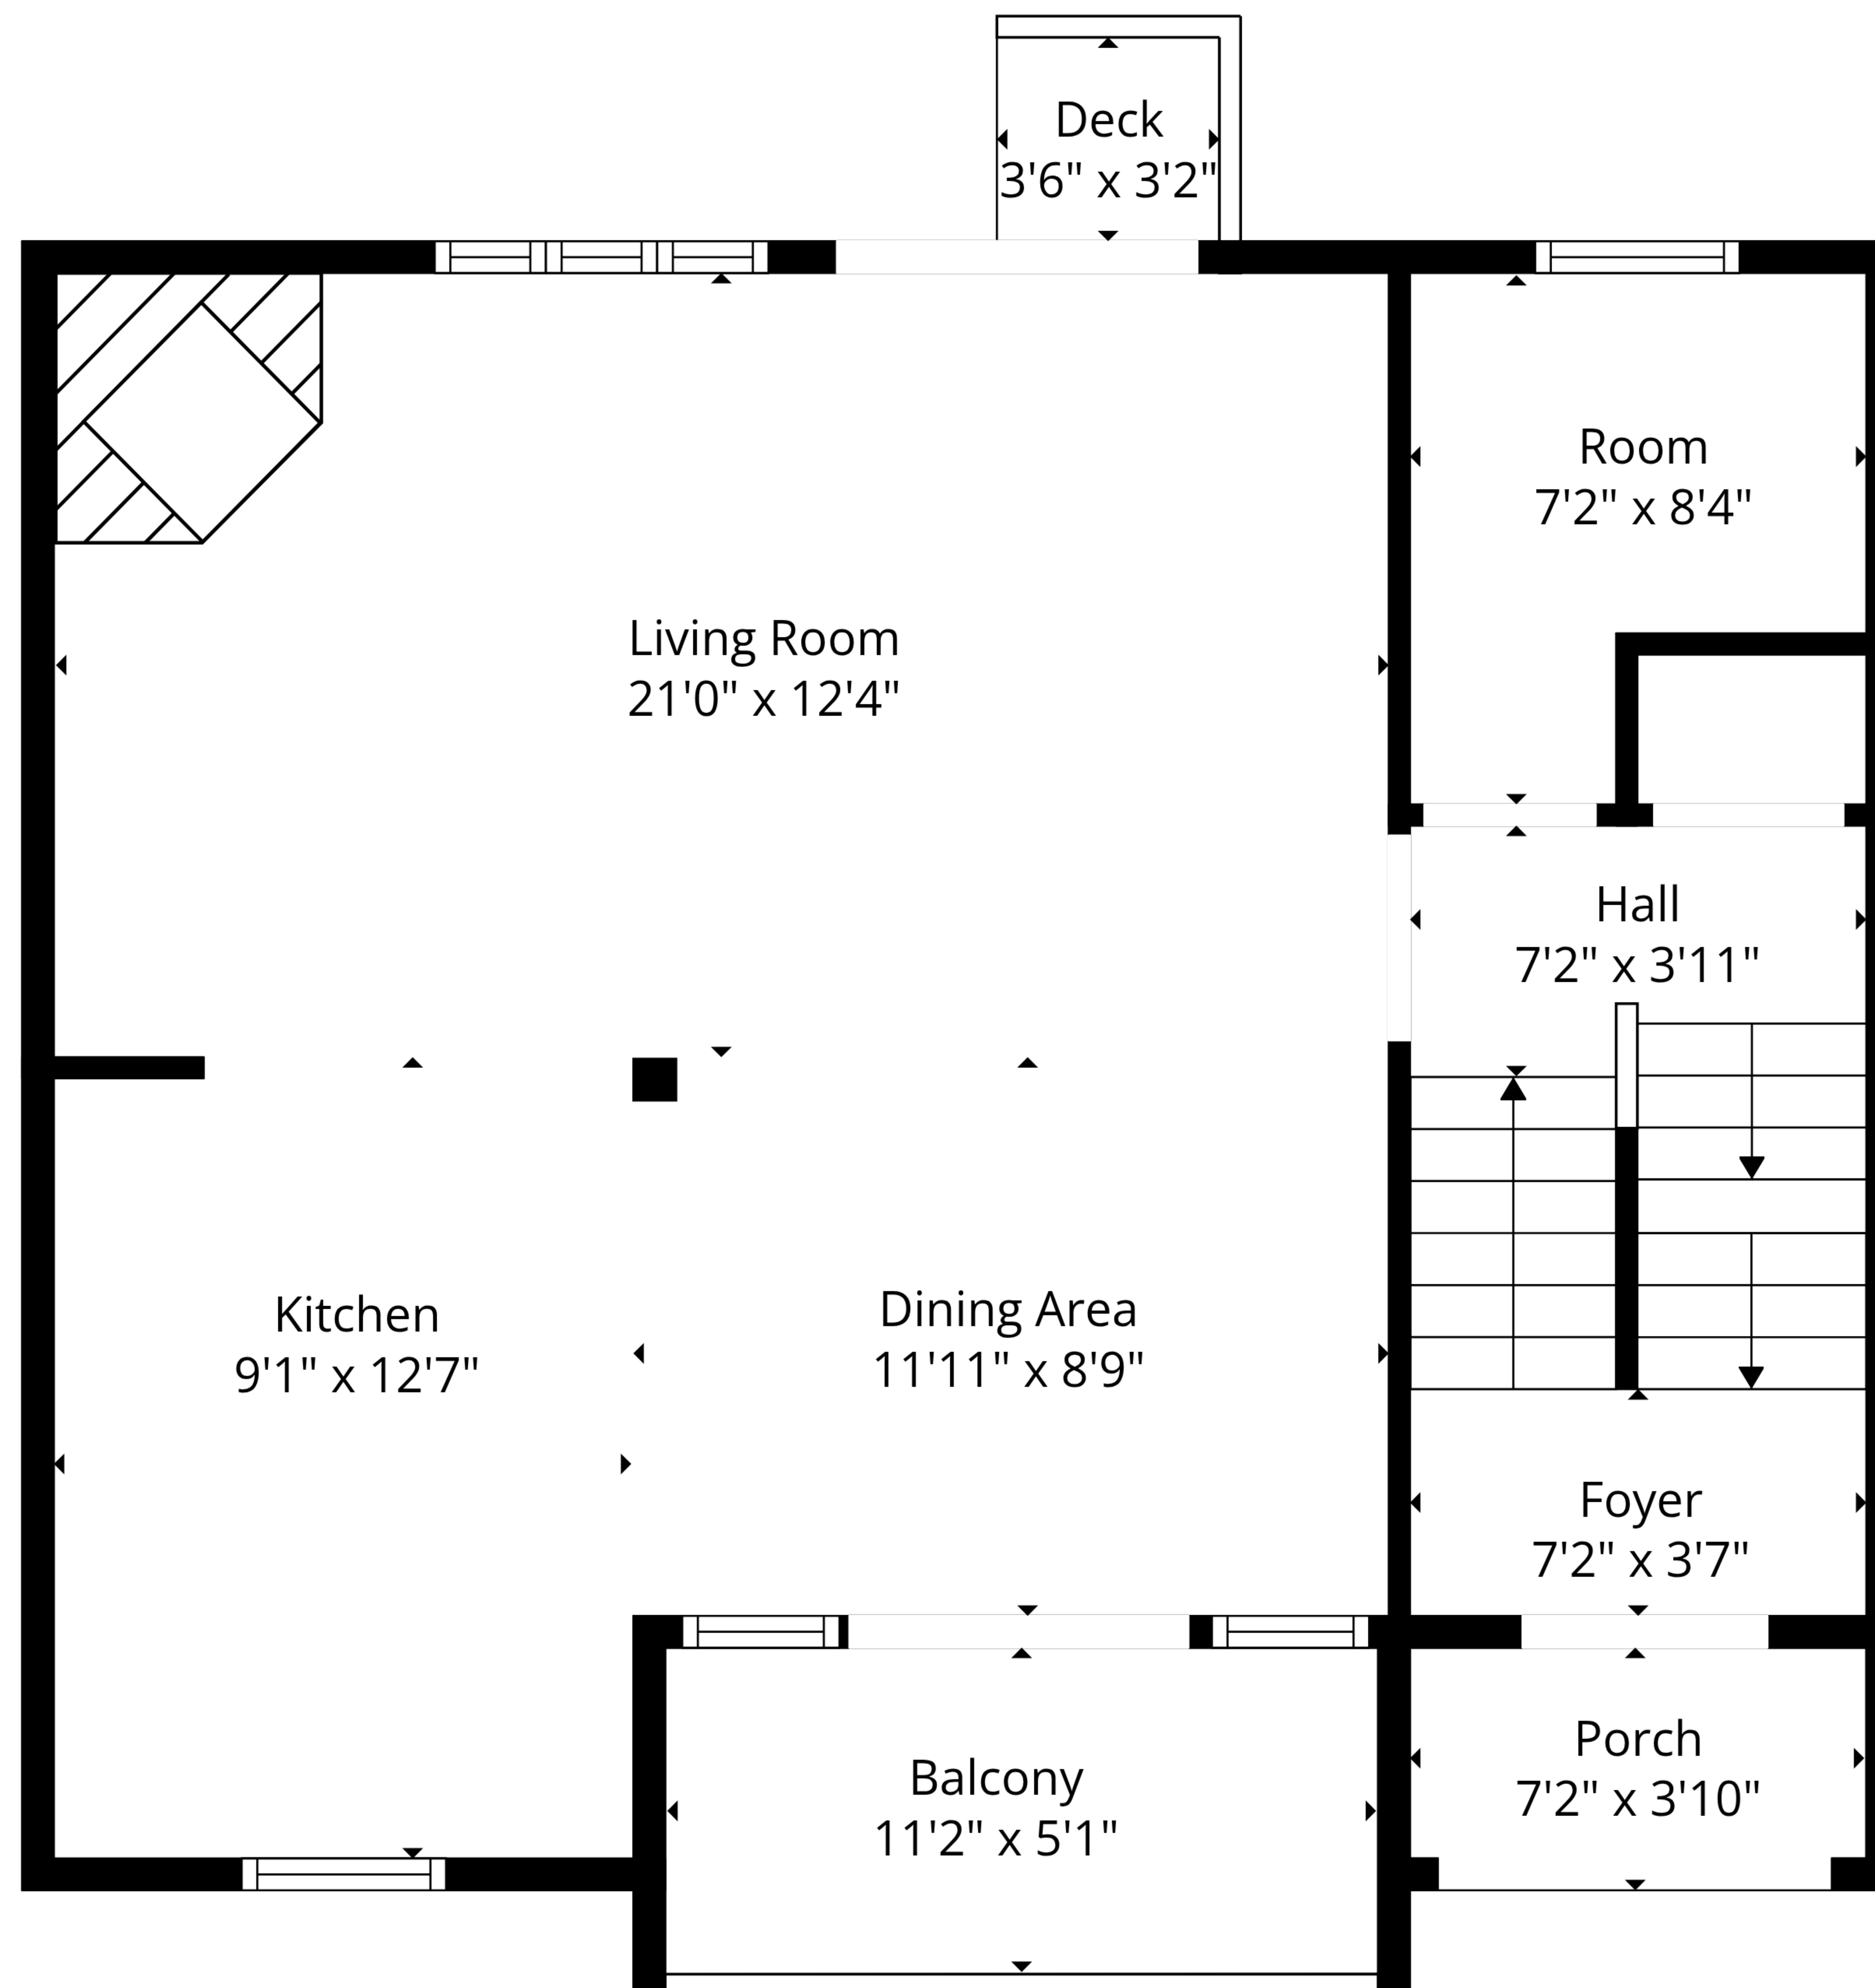 Deck
3'6" x 3'2"
Room
7'2" x 8'4"
Living Room
21'0" x 12'4"
Hall
7'2" x 3'11"
Kitchen
9'1" x 12'7"
Dining Area
11'11" x 8'9"
Foyer
7'2" x 3'7"
Balcony
11'2" x 5'1"
Porch
7'2" x 3'10"